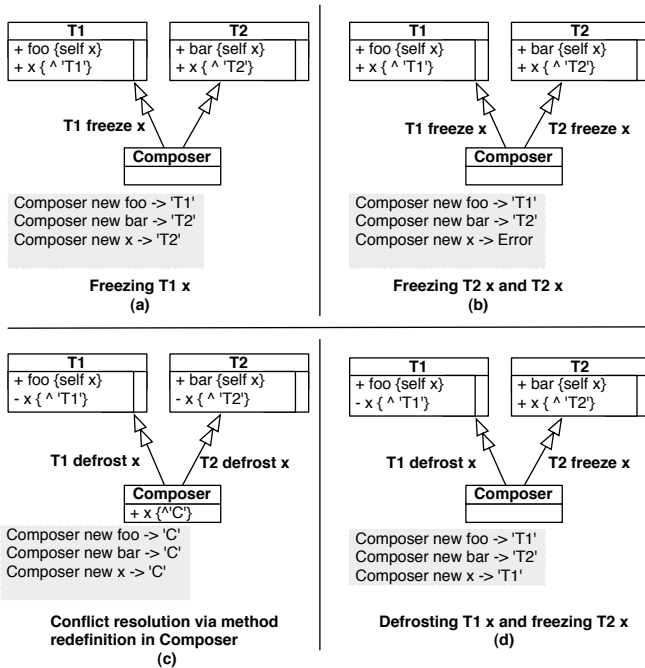 T1
+ foo {self x}
+ x { ^ 'T1'}
T2
+ bar {self x}
+ x { ^ 'T2'}
T1 freeze x
Composer
Composer new foo -> 'T1'
Composer new bar -> 'T2'
Composer new x -> 'T2'
Freezing T1 x
(a)
T1
+ foo {self x}
+ x { ^ 'T1'}
T2
+ bar {self x}
+ x { ^ 'T2'}
T1 freeze x
T2 freeze x
Composer
Composer new foo -> 'T1'
Composer new bar -> 'T2'
Composer new x -> Error
Freezing T2 x and T2 x
(b)
T1
+ foo {self x}
- x { ^ 'T1'}
T2
+ bar {self x}
- x { ^ 'T2'}
T1 defrost x
T2 defrost x
Composer
+ x {^'C'}
Composer new foo -> 'C'
Composer new bar -> 'C'
Composer new x -> 'C'
Conflict resolution via method
redefinition in Composer
(c)
T1
+ foo {self x}
- x { ^ 'T1'}
T2
+ bar {self x}
+ x { ^ 'T2'}
T1 defrost x
T2 freeze x
Composer
Composer new foo -> 'T1'
Composer new bar -> 'T2'
Composer new x -> 'T1'
Defrosting T1 x and freezing T2 x
(d)